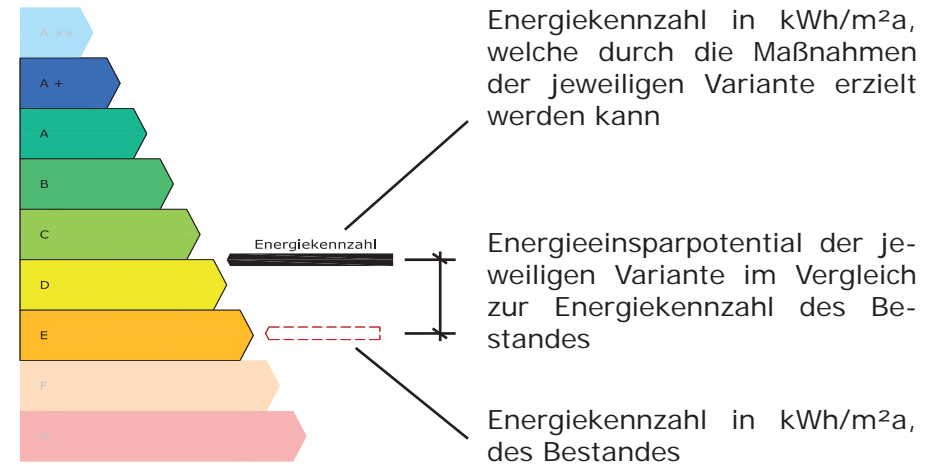 A ++
A +
A
B
C
D
E
F
G
Energiekennzahl
Energiekennzahl in kWh/m²a,
welche durch die Maßnahmen
der jeweiligen Variante erzielt
werden kann
Energieeinsparpotential der je-
weiligen Variante im Vergleich
zur Energiekennzahl des Be-
standes
Energiekennzahl in kWh/m²a,
des Bestandes